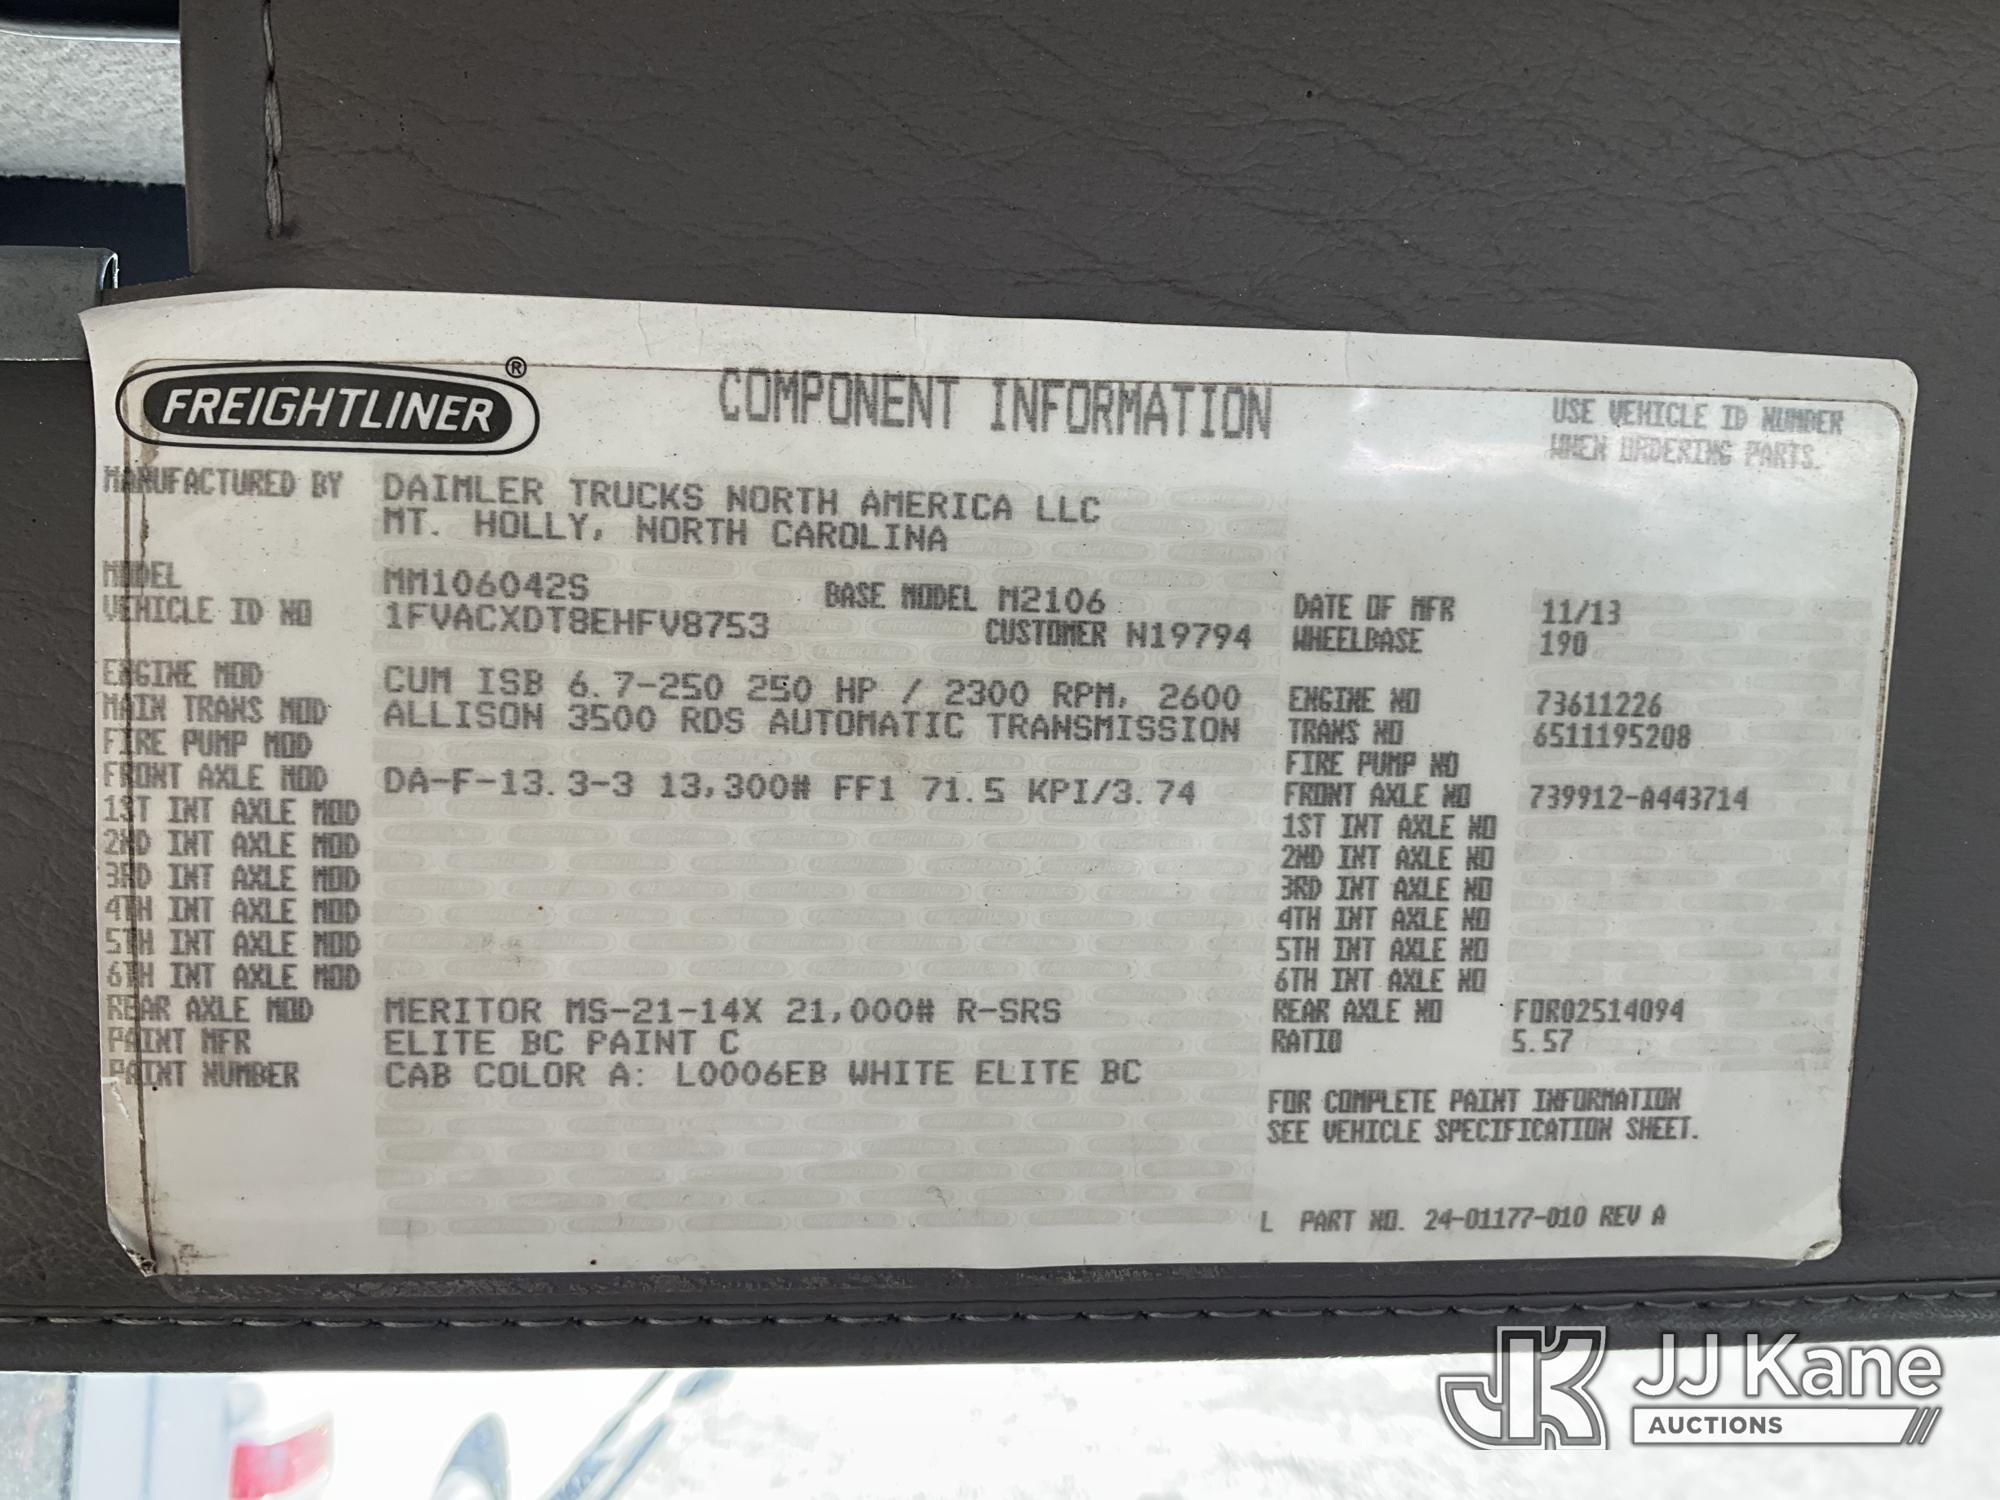 FREIGHTLINER®
COMPONENT INFORMATION
USE VEHICLE ID NUMBER
WHEN ORDERING PARTS.
MANUFACTURED BY DAIMLER TRUCKS NORTH AMERICA LLC
MT. HOLLY, NORTH CAROLINA
MODEL MM106042S BASE MODEL M2106 DATE OF MFR 11/13
VEHICLE ID NO 1FVACXDT8EHFV8753 CUSTOMER N19794 WHEELBASE 190
ENGINE MOD CUM ISB 6.7-250 250 HP / 2300 RPM, 2600 ENGINE NO 73611226
MAIN TRANS MOD ALLISON 3500 RDS AUTOMATIC TRANSMISSION TRANS NO 6511195208
FIRE PUMP MOD FIRE PUMP NO
FRONT AXLE MOD DA-F-13.3-3 13,300# FF1 71.5 KPI/3.74 FRONT AXLE NO 739912-A443714
1ST INT AXLE MOD 1ST INT AXLE NO
2ND INT AXLE MOD 2ND INT AXLE NO
3RD INT AXLE MOD 3RD INT AXLE NO
4TH INT AXLE MOD 4TH INT AXLE NO
5TH INT AXLE MOD 5TH INT AXLE NO
6TH INT AXLE MOD 6TH INT AXLE NO
REAR AXLE MOD MERITOR MS-21-14X 21,000# R-SRS REAR AXLE NO FOR02514094
PAINT MFR ELITE BC PAINT C RATIO 5.57
PAINT NUMBER CAB COLOR A: L0006EB WHITE ELITE BC
FOR COMPLETE PAINT INFORMATION
SEE VEHICLE SPECIFICATION SHEET.
L PART NO. 24-01177-010 REV A
JK JJ Kane
AUCTIONS